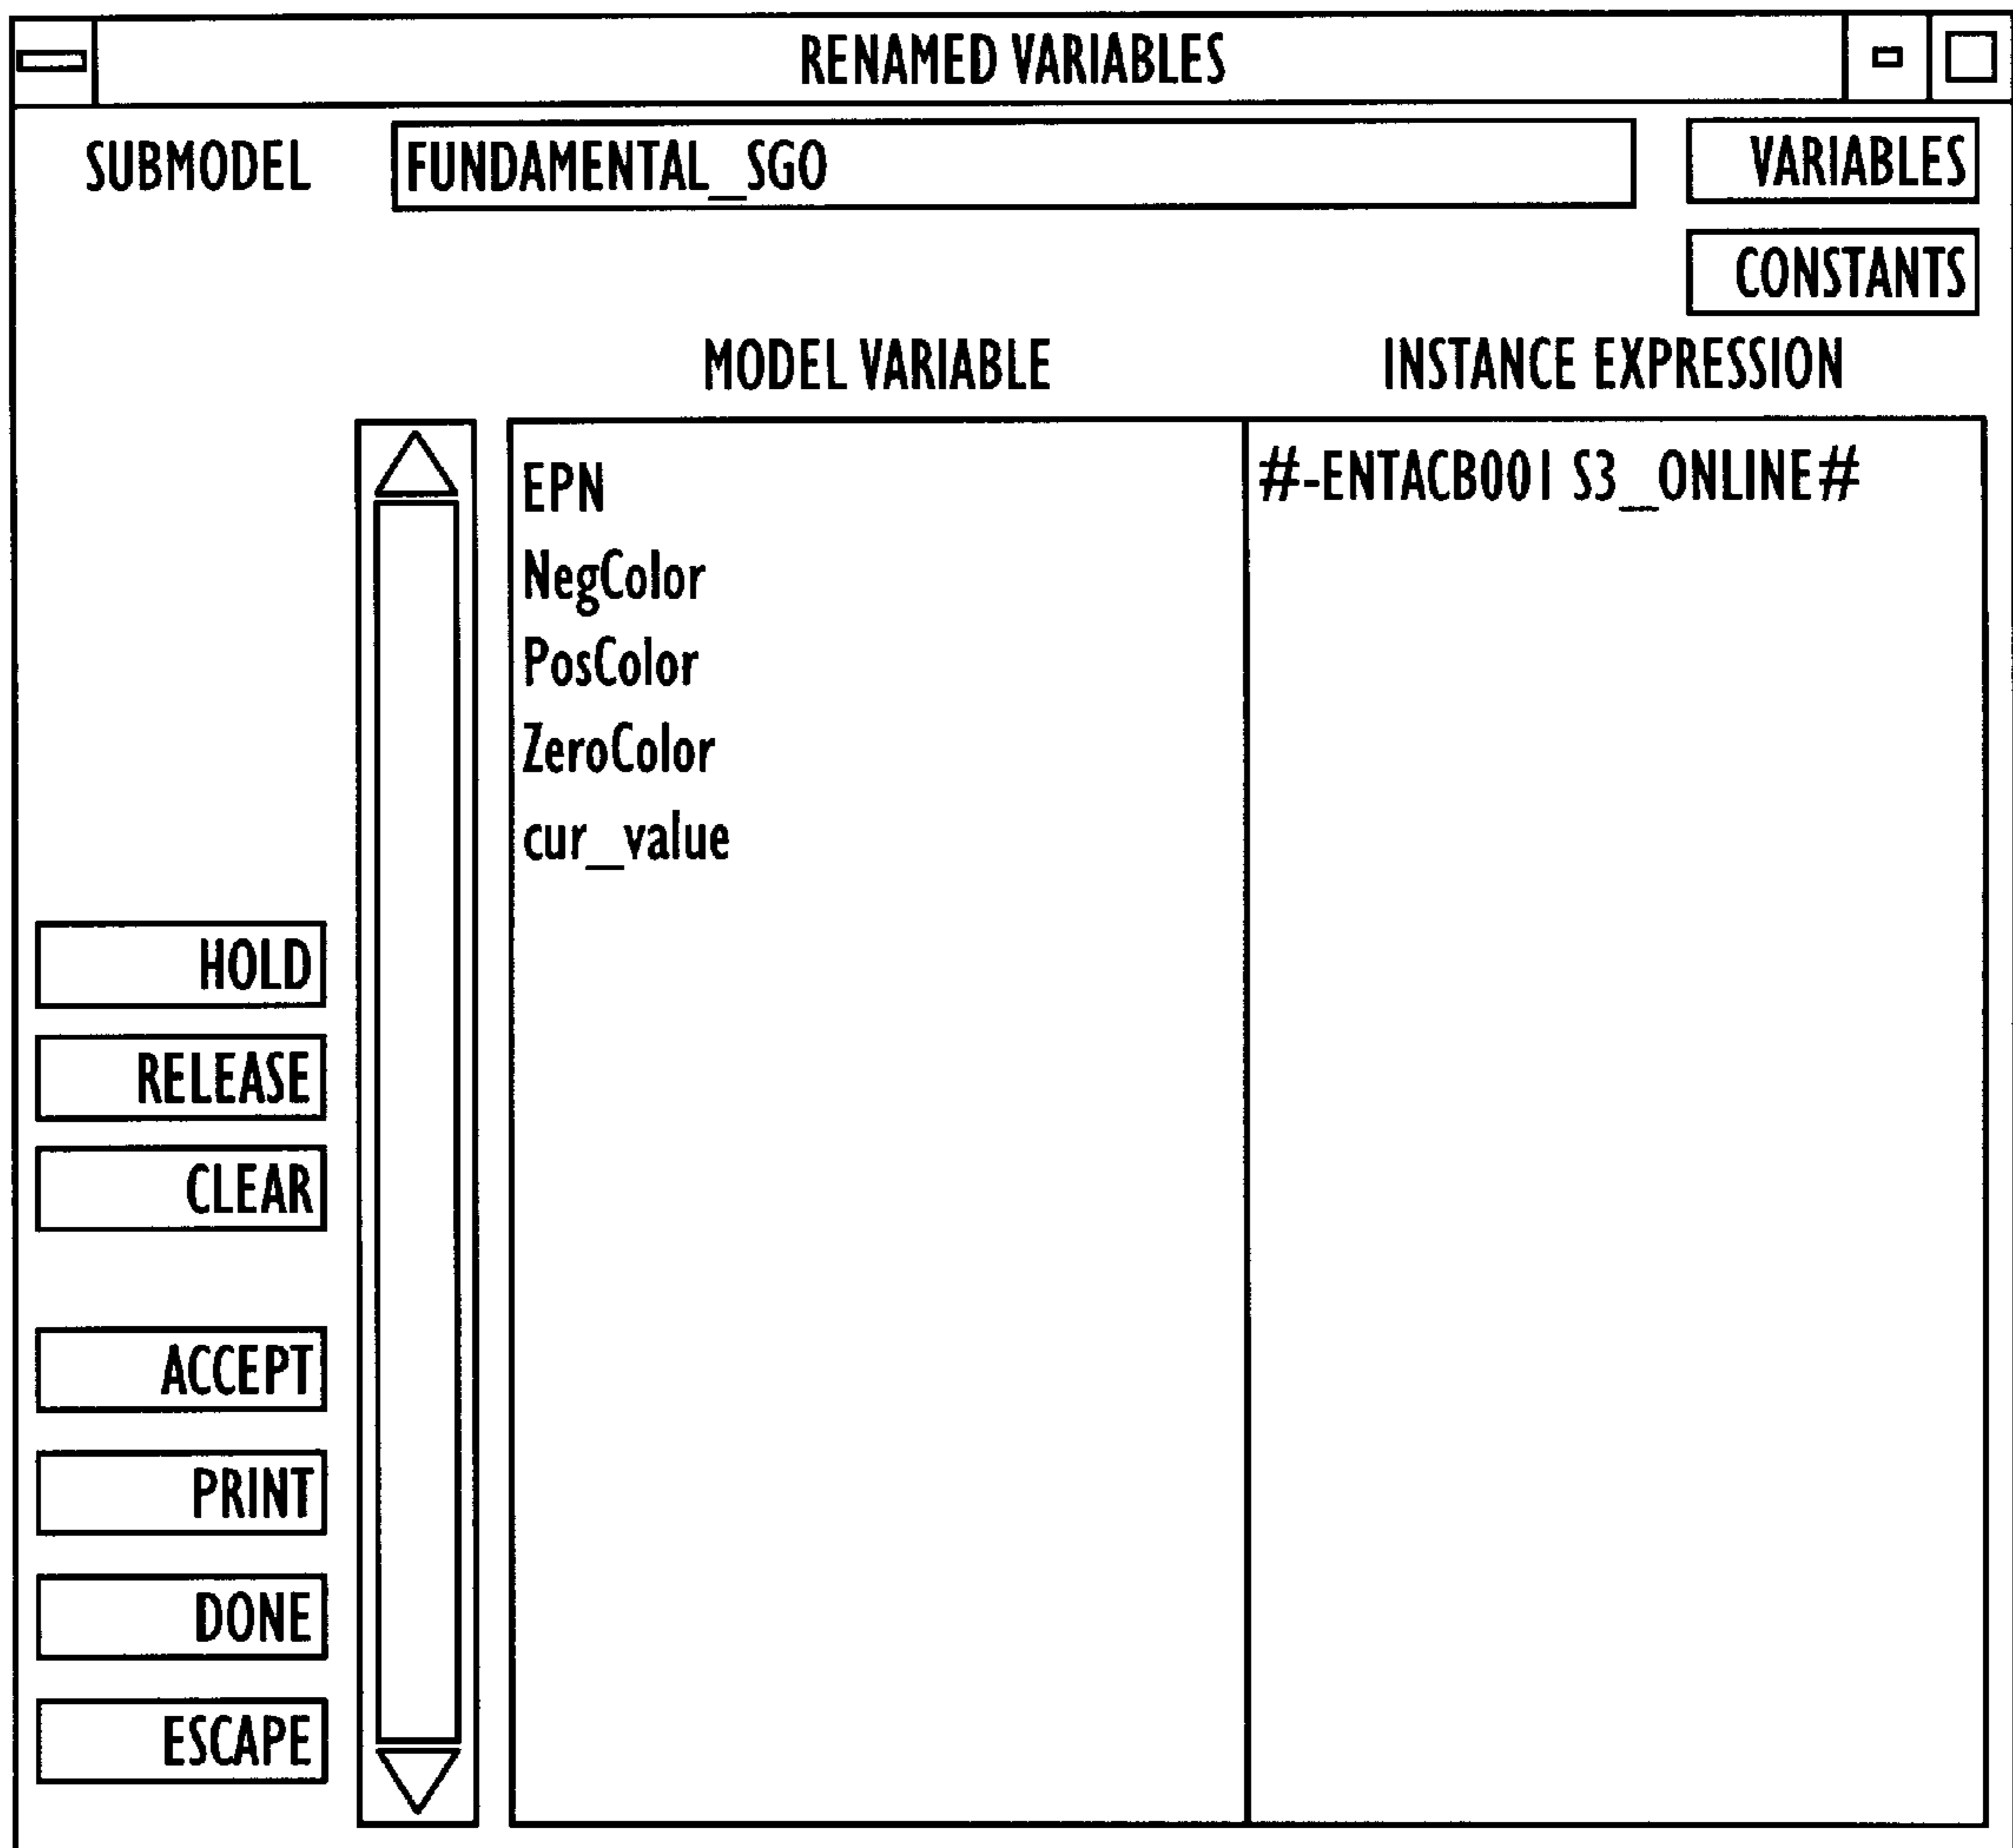 RENAMED VARIABLES
SUBMODEL FUNDAMENTAL_SGO VARIABLES
CONSTANTS
MODEL VARIABLE INSTANCE EXPRESSION
EPN #-ENTACB001 S3_ONLINE#
NegColor
PosColor
ZeroColor
cur_value
HOLD
RELEASE
CLEAR
ACCEPT
PRINT
DONE
ESCAPE